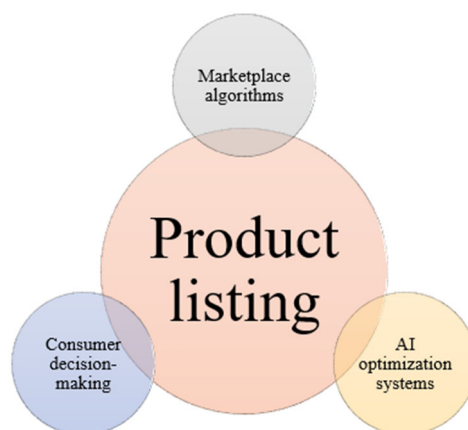 Marketplace
algorithms
Product
listing
Consumer
decision-
making
AI
optimization
systems